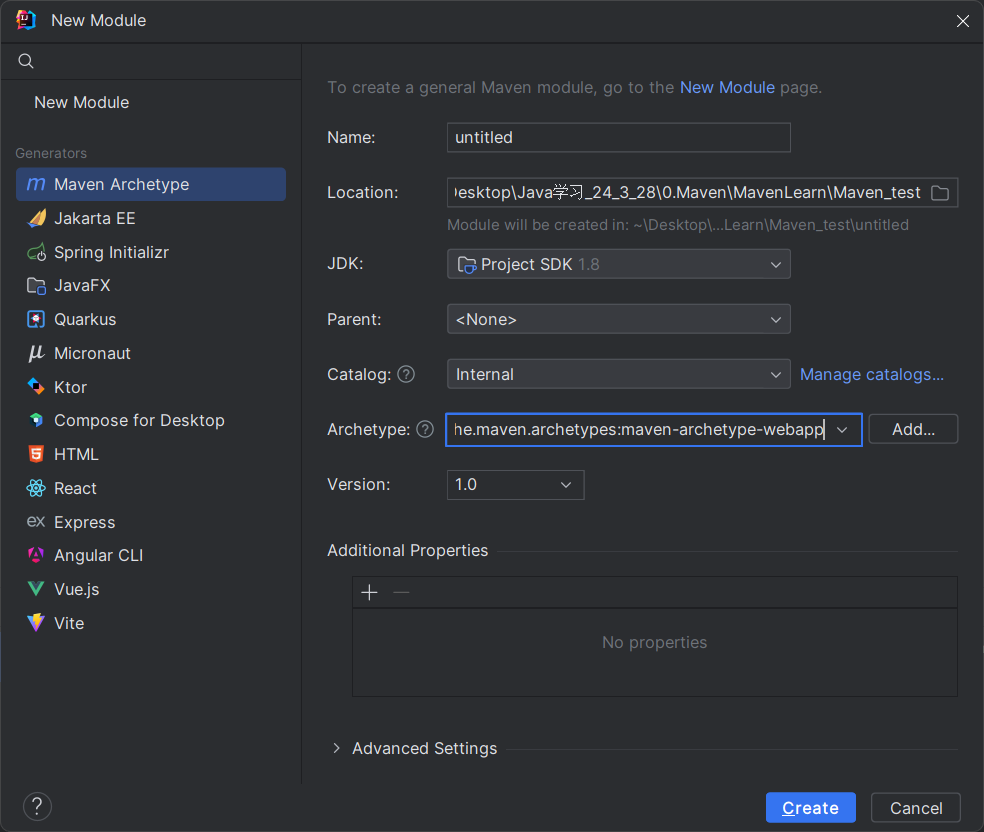 New Module
New Module
Generators
Maven Archetype
Jakarta EE
Spring Initializr
JavaFX
Quarkus
Micronaut
Ktor
Compose for Desktop
HTML
React
Express
Angular CLI
Vue.js
Vite
To create a general Maven module, go to the New Module page.
Name: untitled
Location: esktop\Java学习_24_3_28\0.Maven\MavenLearn\Maven_test
Module will be created in: ~\Desktop\...Learn\Maven_test\untitled
JDK: Project SDK 1.8
Parent: <None>
Catalog: ? Internal Manage catalogs...
Archetype: ? he.maven.archetypes:maven-archetype-webapp Add...
Version: 1.0
Additional Properties
No properties
Advanced Settings
? Create Cancel